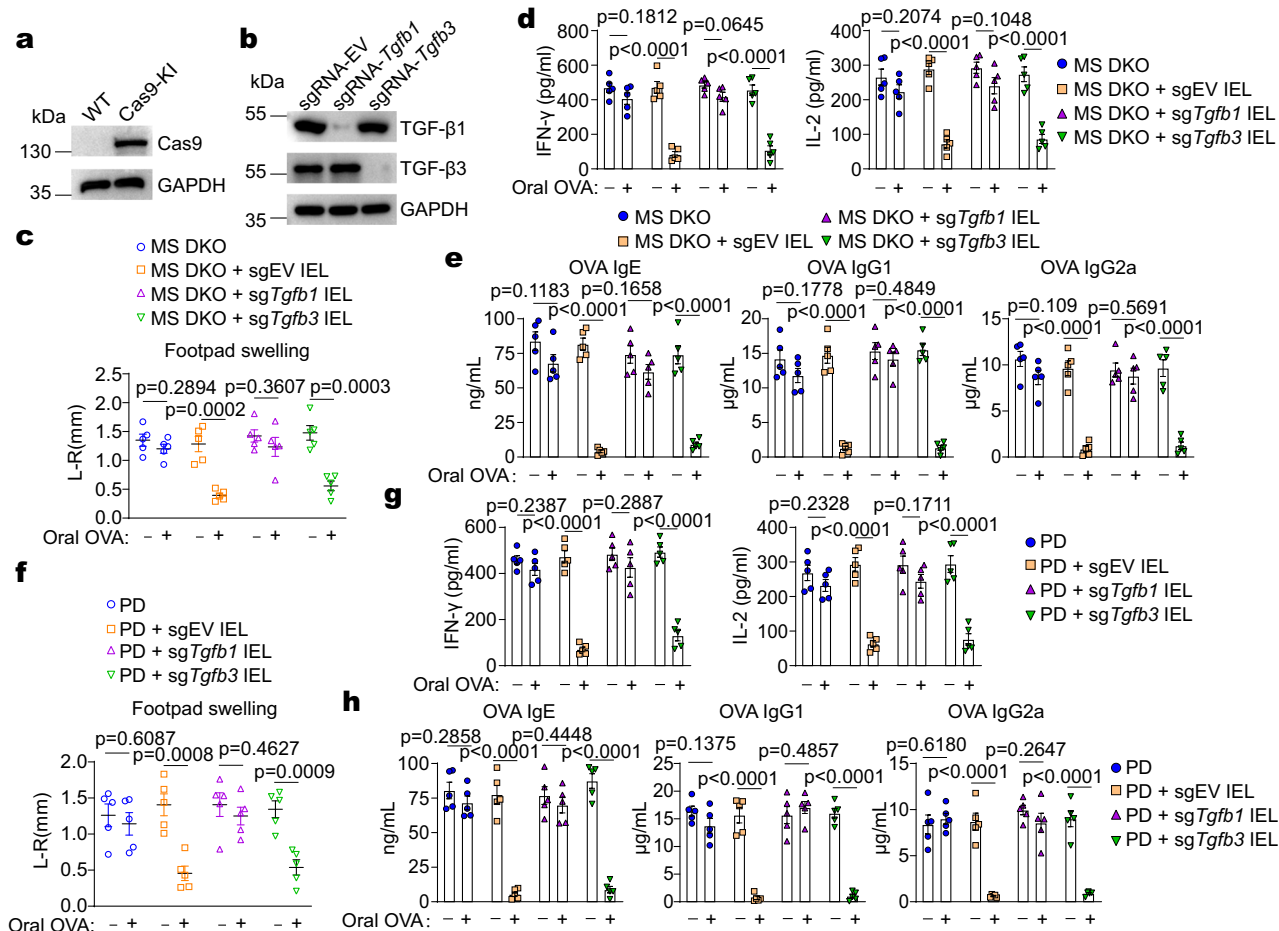 a
WT
Cas9-KI
kDa
130
35
Cas9
GAPDH
b
sgRNA-EV
sgRNA-Tgfb1
sgRNA-Tgfb3
kDa
55
55
35
TGF-β1
TGF-β3
GAPDH
c
MS DKO
MS DKO + sgEV IEL
MS DKO + sgTgfb1 IEL
MS DKO + sgTgfb3 IEL
Footpad swelling
p=0.2894 p=0.3607
p=0.0002 p=0.0003
L-R(mm)
2.5
2.0
1.5
1.0
0.5
0.0
Oral OVA: – + – + – + – +
d
p=0.1812 p=0.0645
p<0.0001 p<0.0001
IFN-γ (pg/ml)
600
400
200
0
Oral OVA: – + – + – + – +
p=0.2074 p=0.1048
p<0.0001 p<0.0001
IL-2 (pg/ml)
400
300
200
100
0
– + – + – + – +
MS DKO
MS DKO + sgEV IEL
MS DKO + sgTgfb1 IEL
MS DKO + sgTgfb3 IEL
MS DKO MS DKO + sgTgfb1 IEL
MS DKO + sgEV IEL MS DKO + sgTgfb3 IEL
e
OVA IgE
p=0.1183 p=0.1658
p<0.0001 p<0.0001
ng/mL
100
75
50
25
0
Oral OVA: – + – + – + – +
OVA IgG1
p=0.1778 p=0.4849
p<0.0001 p<0.0001
µg/mL
20
15
10
5
0
– + – + – + – +
OVA IgG2a
p=0.109 p=0.5691
p<0.0001 p<0.0001
µg/mL
15
10
5
0
– + – + – + – +
f
PD
PD + sgEV IEL
PD + sgTgfb1 IEL
PD + sgTgfb3 IEL
Footpad swelling
p=0.6087 p=0.4627
p=0.0008 p=0.0009
L-R(mm)
2.0
1.5
1.0
0.5
0.0
Oral OVA: – + – + – + – +
g
p=0.2387 p=0.2887
p<0.0001 p<0.0001
IFN-γ (pg/ml)
600
400
200
0
Oral OVA: – + – + – + – +
p=0.2328 p=0.1711
p<0.0001 p<0.0001
IL-2 (pg/ml)
400
300
200
100
0
– + – + – + – +
PD
PD + sgEV IEL
PD + sgTgfb1 IEL
PD + sgTgfb3 IEL
h
OVA IgE
p=0.2858 p=0.4448
p<0.0001 p<0.0001
ng/mL
100
75
50
25
0
Oral OVA: – + – + – + – +
OVA IgG1
p=0.1375 p=0.4857
p<0.0001 p<0.0001
µg/mL
25
20
15
10
5
0
– + – + – + – +
OVA IgG2a
p=0.6180 p=0.2647
p<0.0001 p<0.0001
µg/mL
15
10
5
0
– + – + – + – +
PD
PD + sgEV IEL
PD + sgTgfb1 IEL
PD + sgTgfb3 IEL